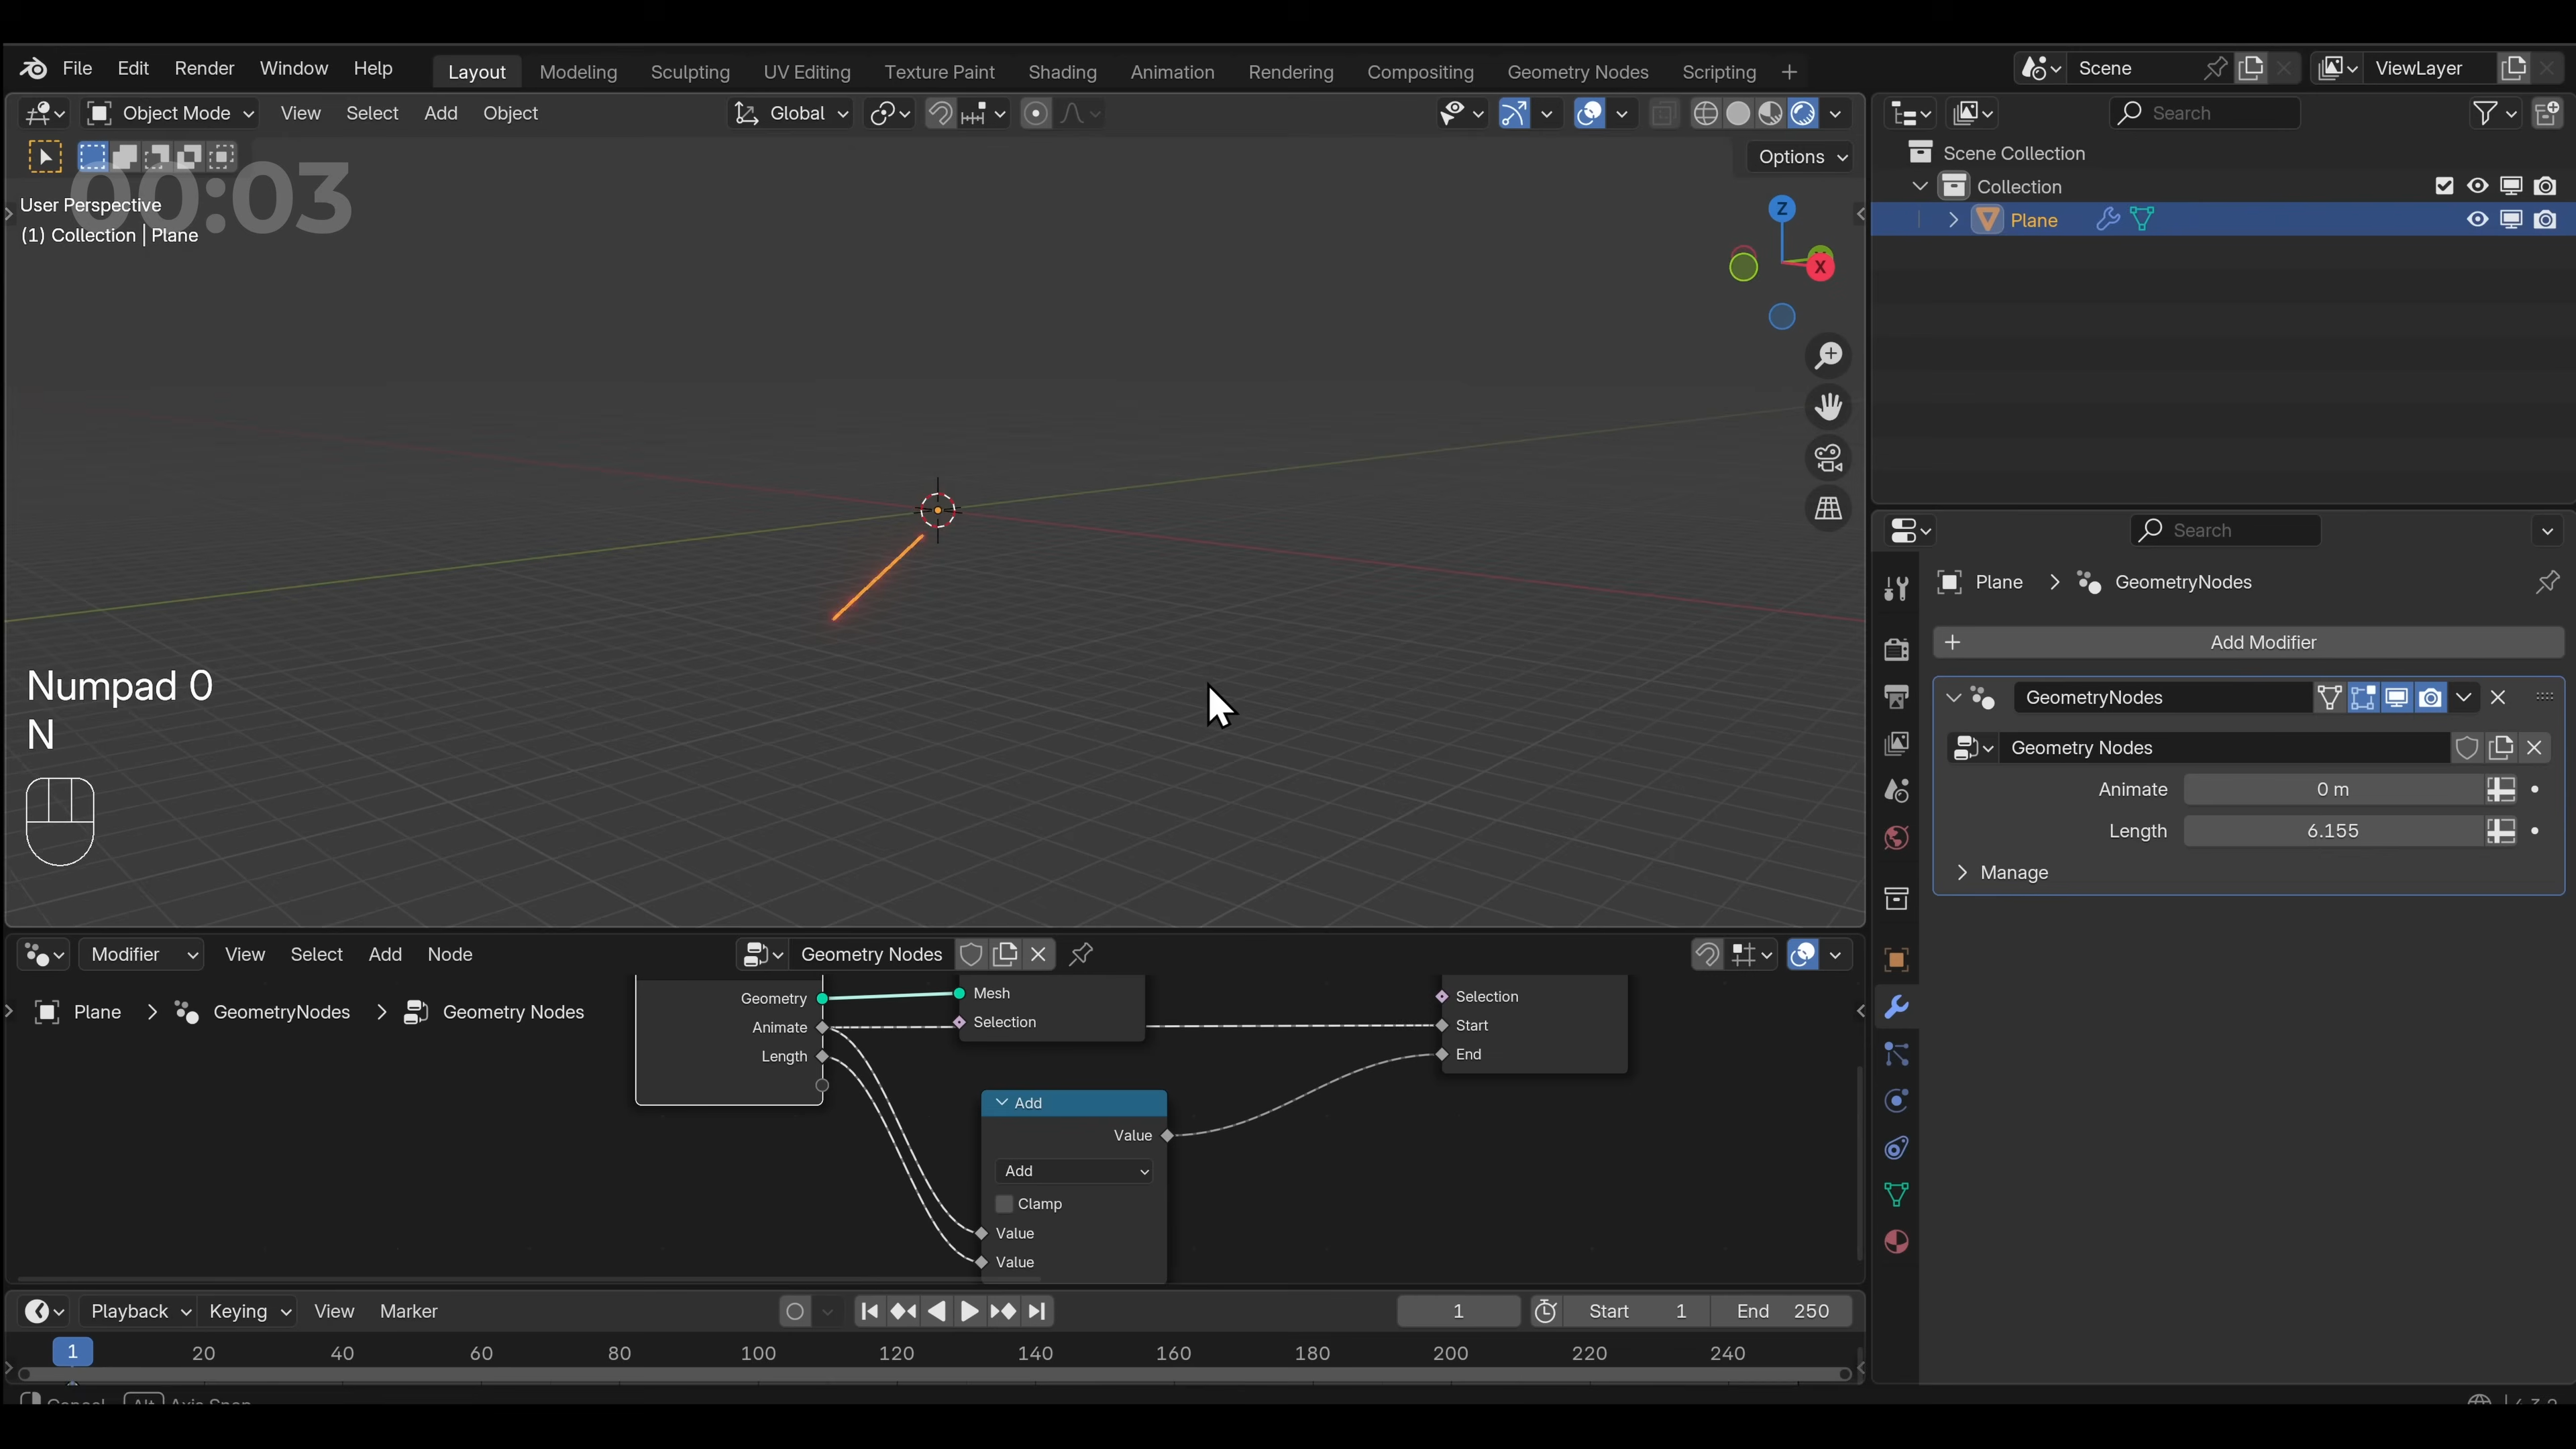 File Edit Render Window Help Layout Modeling Sculpting UV Editing Texture Paint Shading Animation Rendering Compositing Geometry Nodes Scripting + Scene ViewLayer
Object Mode View Select Add Object Global Search
Options
00:03
User Perspective
(1) Collection | Plane
Z
X
Scene Collection
Collection
Plane
Search
Plane > GeometryNodes
+ Add Modifier
GeometryNodes
Geometry Nodes
Animate 0 m
Length 6.155
Manage
Numpad 0
N
Modifier View Select Add Node Geometry Nodes
Plane > GeometryNodes > Geometry Nodes
Geometry
Animate
Length
Mesh
Selection
Selection
Start
End
Add
Value
Add
Clamp
Value
Value
Playback Keying View Marker 1 Start 1 End 250
1 20 40 60 80 100 120 140 160 180 200 220 240